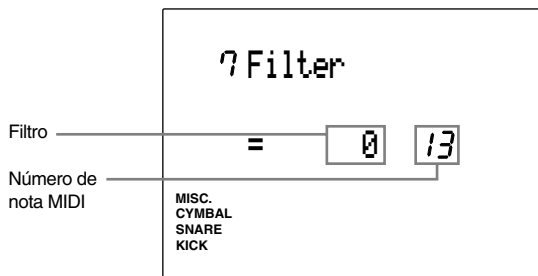 7 Filter
Filtro
= 0 13
Número de
nota MIDI
MISC.
CYMBAL
SNARE
KICK